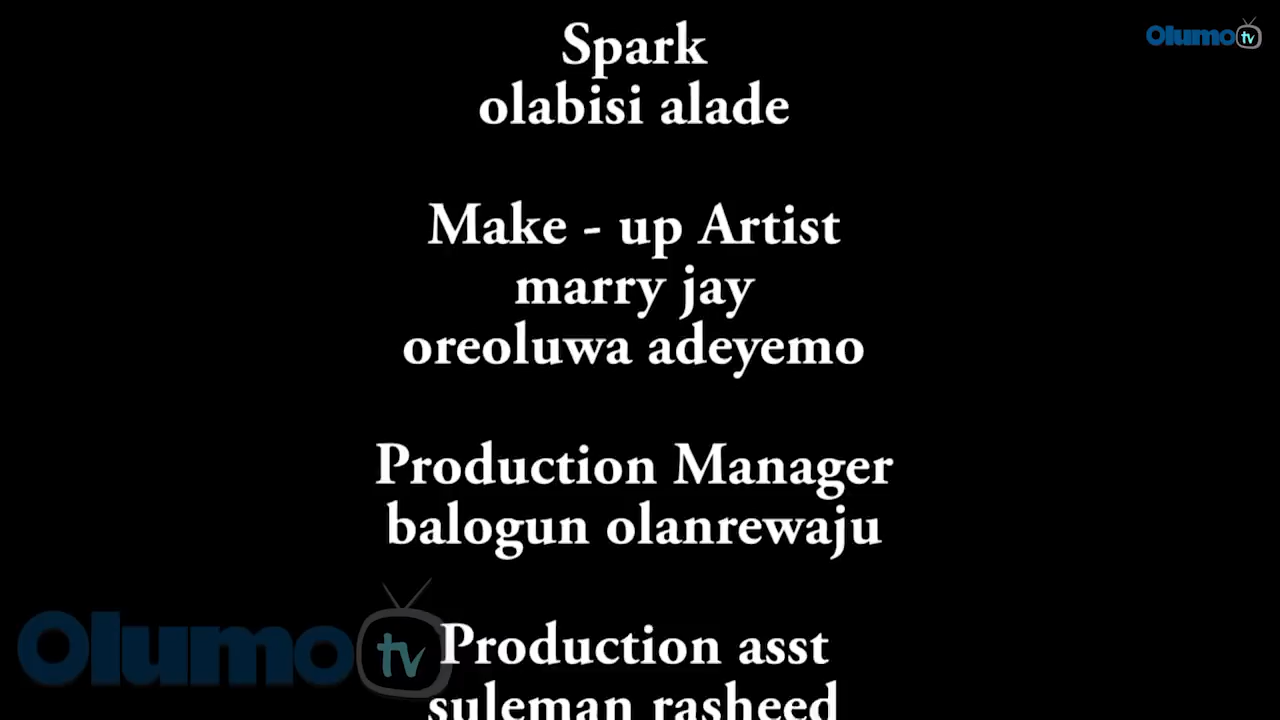 Spark
olabisi alade
Olumo tv
Make - up Artist
marry jay
oreoluwa adeyemo
Production Manager
balogun olanrewaju
Olumo tv
Production asst
suleman rasheed